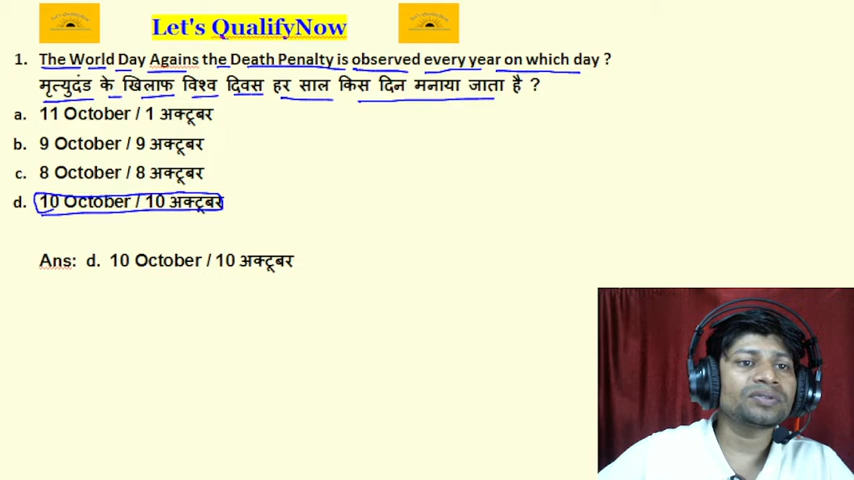 Let's QualifyNow
1. The World Day Agains the Death Penalty is observed every year on which day ?
मृत्युदंड के खिलाफ विश्व दिवस हर साल किस दिन मनाया जाता है ?
a. 11 October / 1 अक्टूबर
b. 9 October / 9 अक्टूबर
c. 8 October / 8 अक्टूबर
d. 10 October / 10 अक्टूबर
Ans: d. 10 October / 10 अक्टूबर